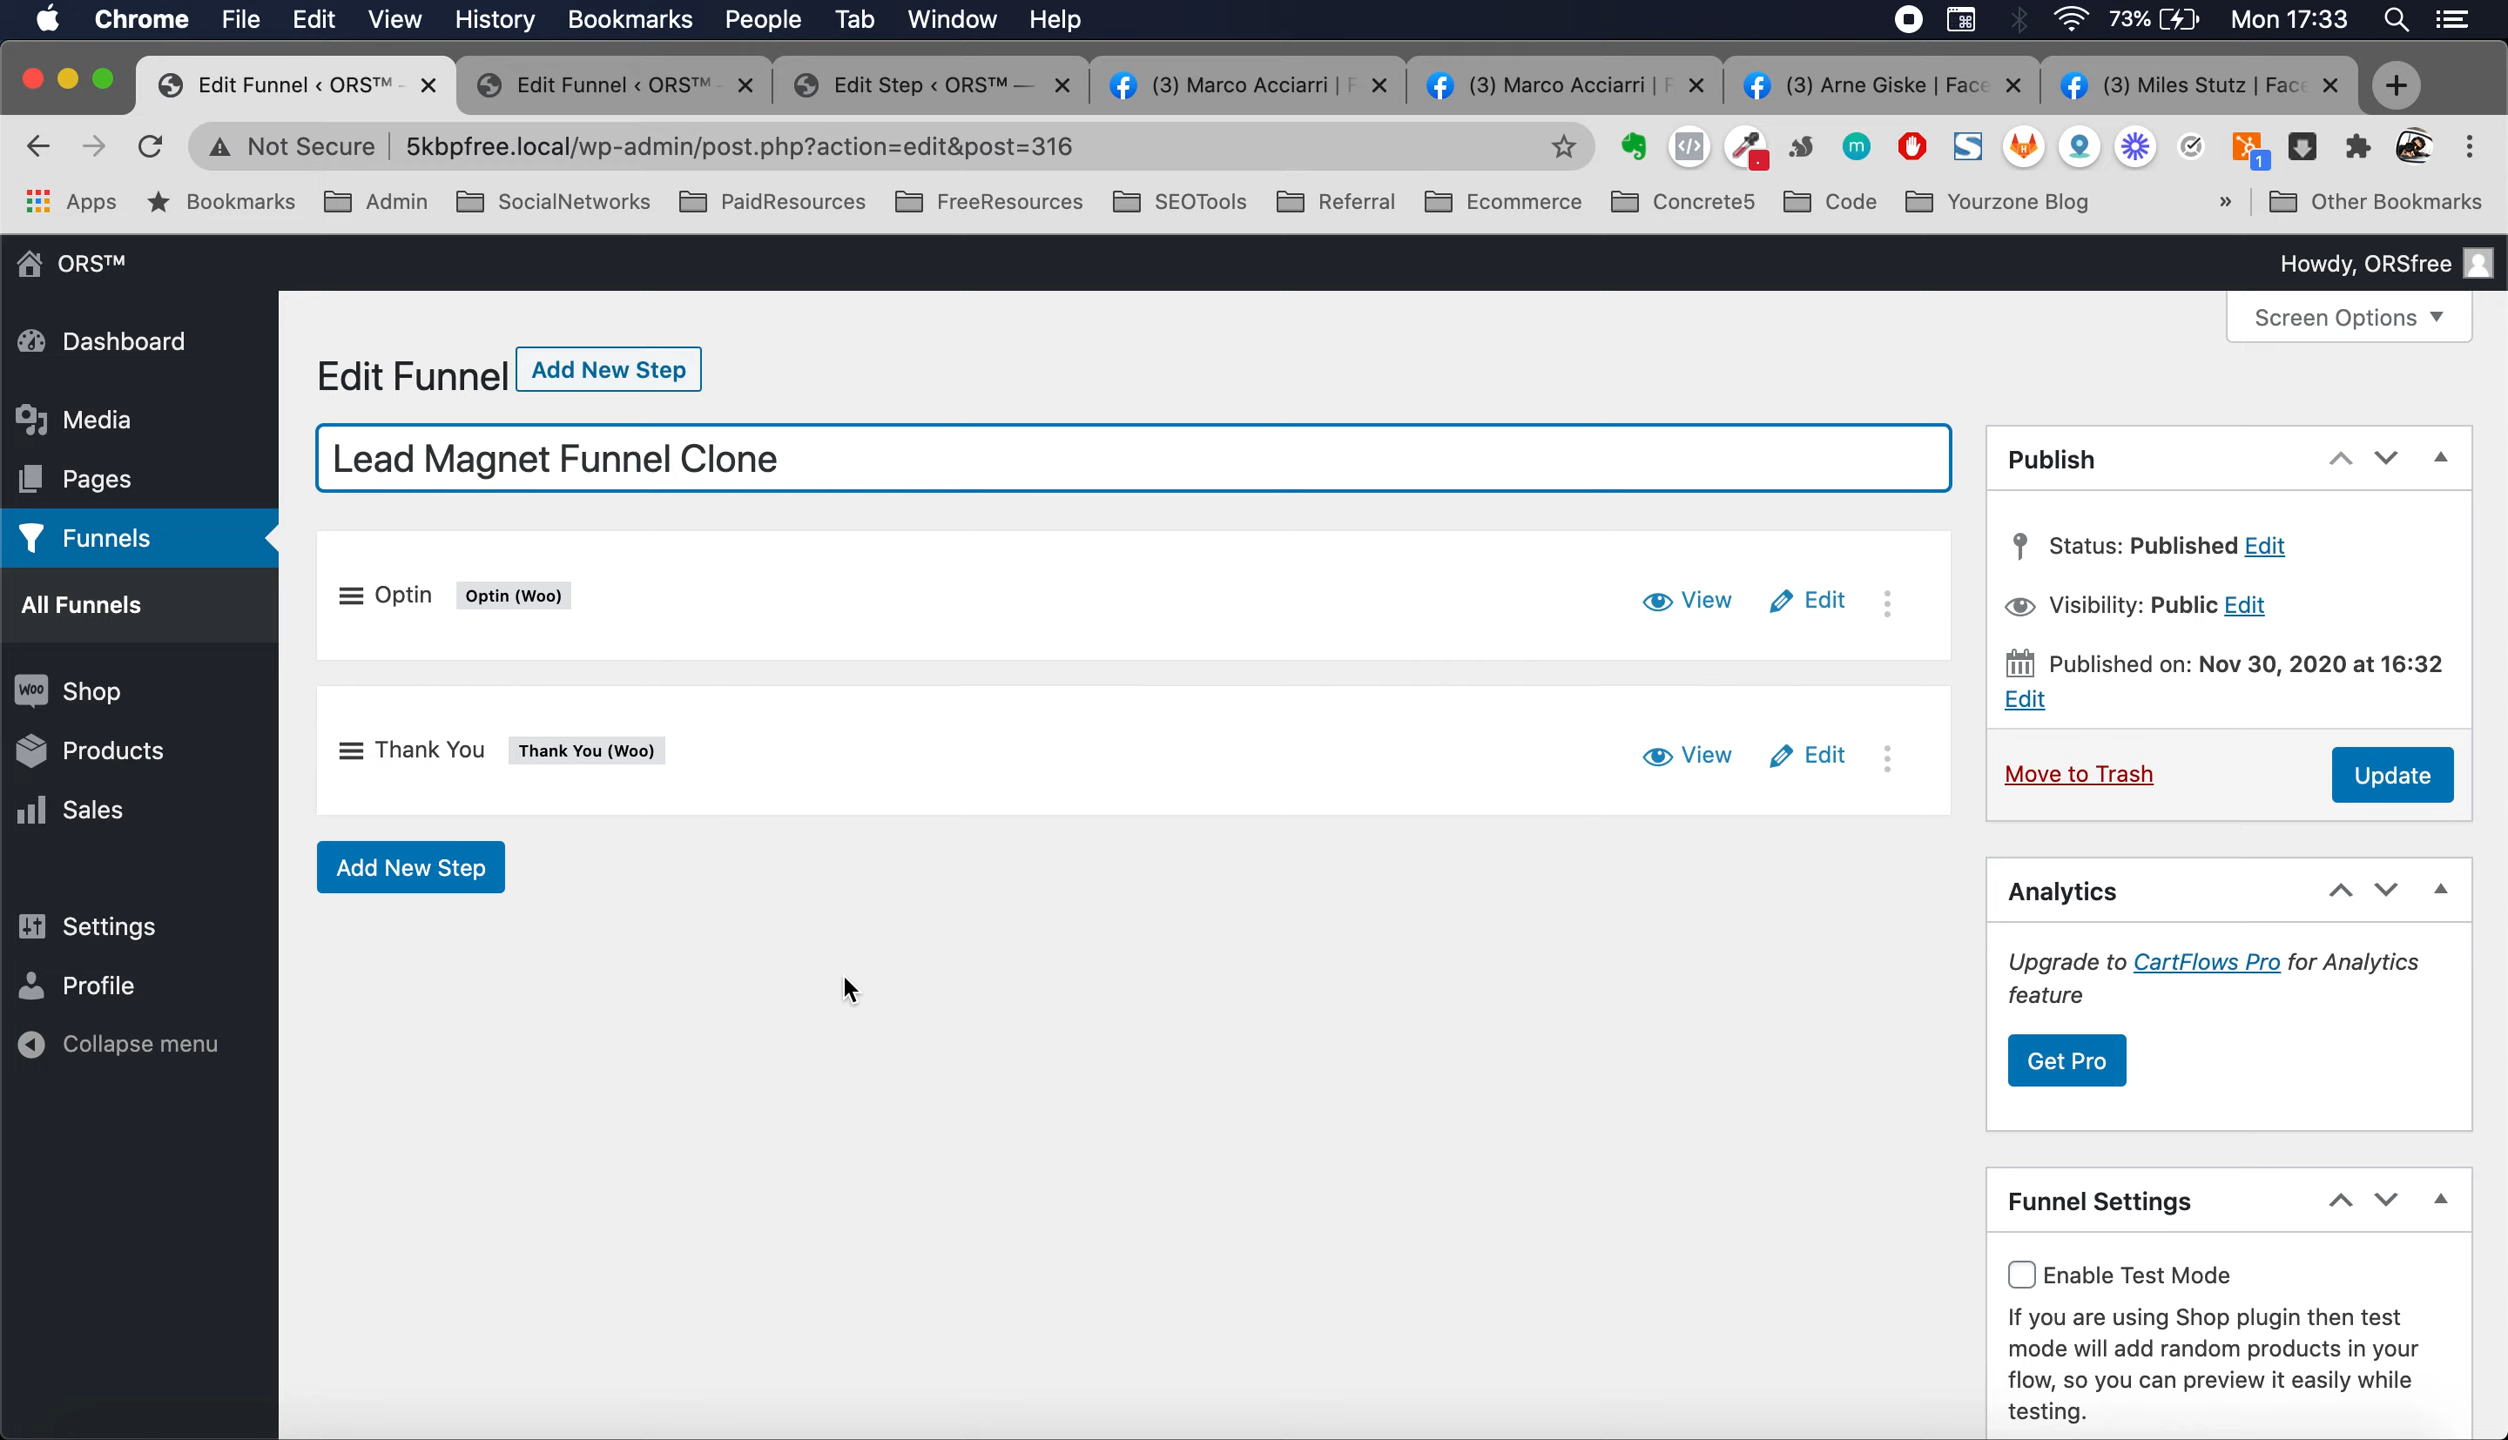 Chrome File Edit View History Bookmarks People Tab Window Help 73% Mon 17:33
Edit Funnel ‹ ORS™ - Edit Funnel ‹ ORS™ - Edit Step ‹ ORS™ — (3) Marco Acciarri | F (3) Marco Acciarri | F (3) Arne Giske | Face (3) Miles Stutz | Face
Not Secure 5kbpfree.local/wp-admin/post.php?action=edit&post=316 m 1
Apps Bookmarks Admin SocialNetworks PaidResources FreeResources SEOTools Referral Ecommerce Concrete5 Code Yourzone Blog » Other Bookmarks
ORS™ Howdy, ORSfree
Screen Options
Dashboard
Media
Pages
Funnels
All Funnels
Woo Shop
Products
Sales
Settings
Profile
Collapse menu
Edit Funnel Add New Step
Lead Magnet Funnel Clone
Optin Optin (Woo) View Edit
Thank You Thank You (Woo) View Edit
Add New Step
Publish
Status: Published Edit
Visibility: Public Edit
Published on: Nov 30, 2020 at 16:32
Edit
Move to Trash Update
Analytics
Upgrade to CartFlows Pro for Analytics
feature
Get Pro
Funnel Settings
Enable Test Mode
If you are using Shop plugin then test
mode will add random products in your
flow, so you can preview it easily while
testing.